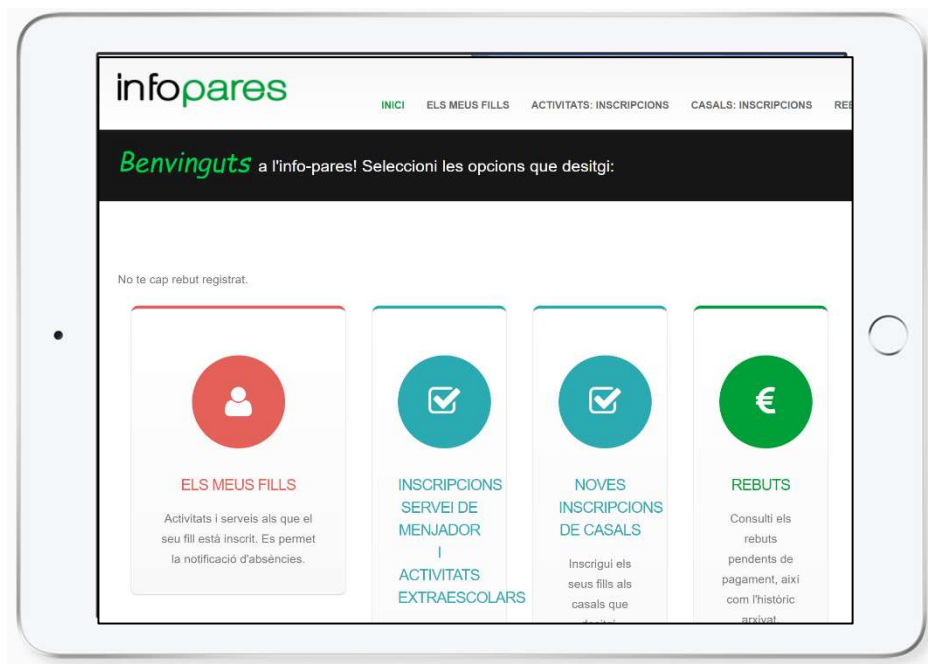 infopares
INICI ELS MEUS FILLS ACTIVITATS: INSCRIPCIONS CASALS: INSCRIPCIONS
Benvinguts a l'info-pares! Seleccioni les opcions que desitgi:
No te cap rebut registrat.
ELS MEUS FILLS
Activitats i serveis als que el
seu fill està inscrit. Es permet
la notificació d'absències.
INSCRIPCIONS
SERVEI DE
MENJADOR
I
ACTIVITATS
EXTRAESCOLARS
NOVES
INSCRIPCIONS
DE CASALS
Inscrigui els
seus fills als
casals que
€
REBUTS
Consulti els
rebuts
pendents de
pagament, així
com l'històric
arxivat.